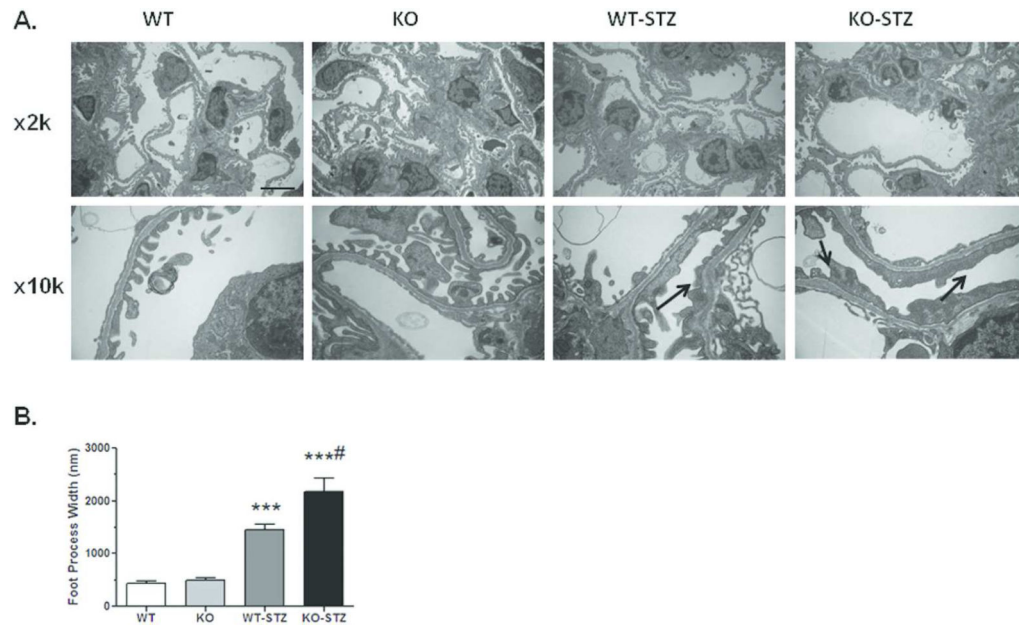 A. WT KO WT-STZ KO-STZ
x2k
x10k
B.
Foot Process Width (nm)
3000
2000
1000
0
***
***#
WT KO WT-STZ KO-STZ